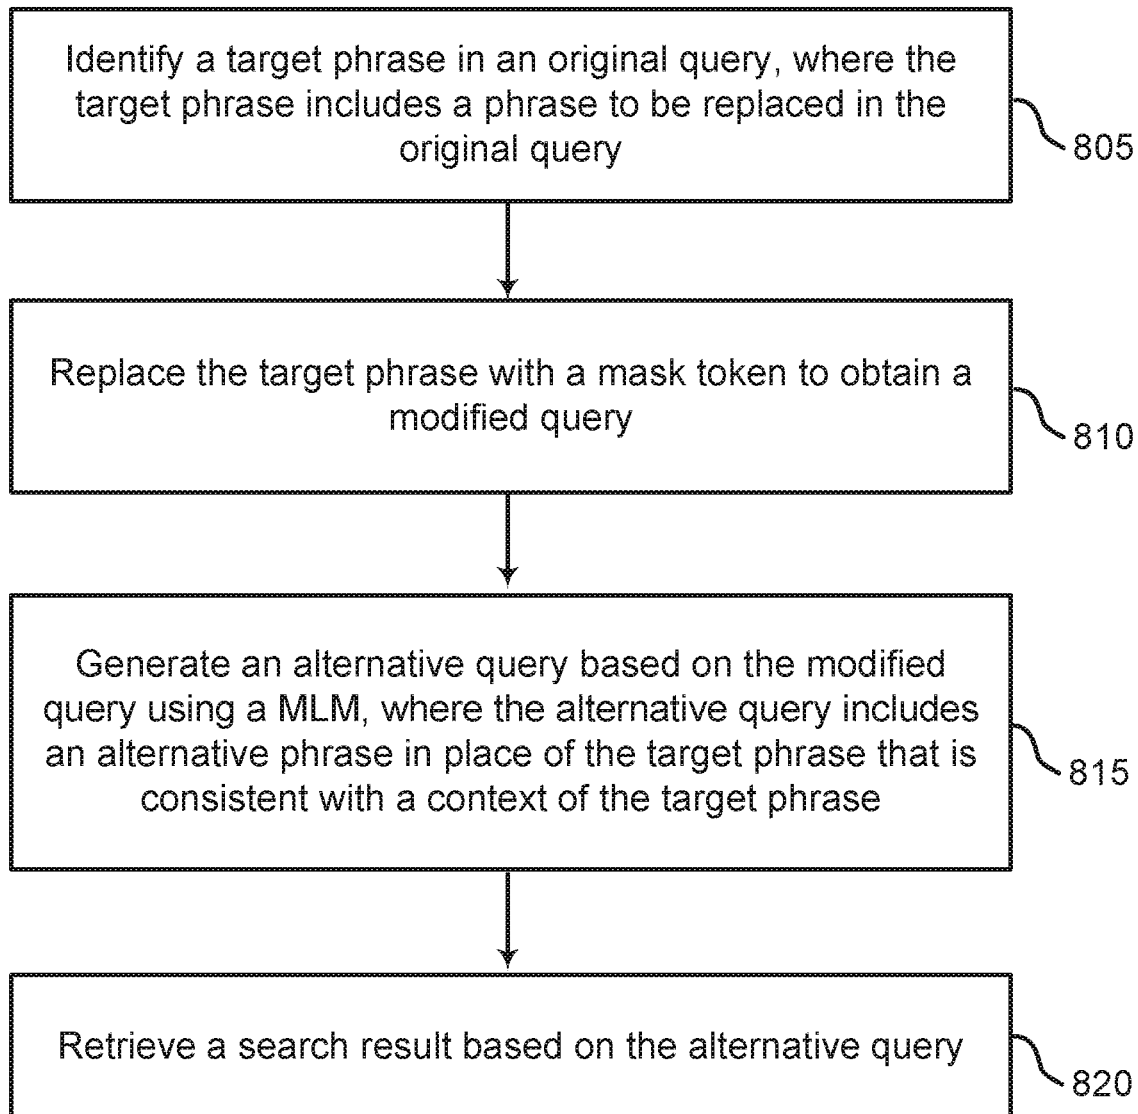 Identify a target phrase in an original query, where the
target phrase includes a phrase to be replaced in the
original query
805
Replace the target phrase with a mask token to obtain a
modified query
810
Generate an alternative query based on the modified
query using a MLM, where the alternative query includes
an alternative phrase in place of the target phrase that is
consistent with a context of the target phrase
815
Retrieve a search result based on the alternative query
820